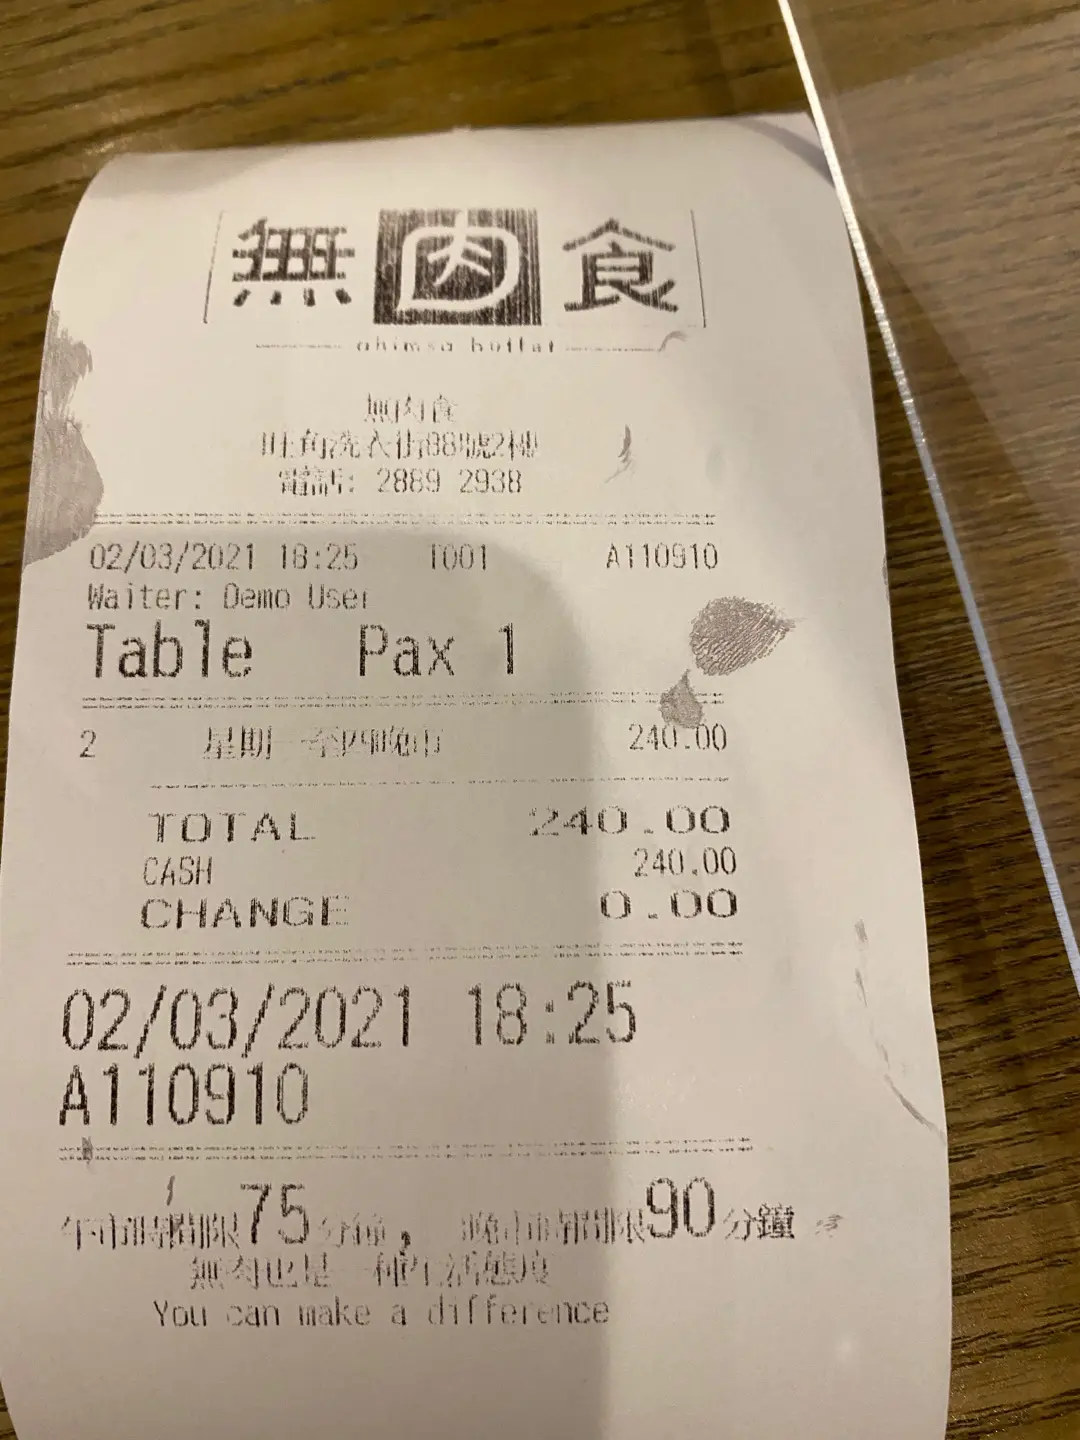 無肉食
ahimsa buffet
無肉食
旺角洗衣街88號2樓
電話: 2889 2938
02/03/2021 18:25 T001 A110910
Waiter: Demo User
Table Pax 1
2 星期一至四晚市 240.00
TOTAL 240.00
CASH 240.00
CHANGE 0.00
02/03/2021 18:25
A110910
午市時間限75分鐘, 晚市時間限90分鐘
無肉也是一種生活態度
You can make a difference